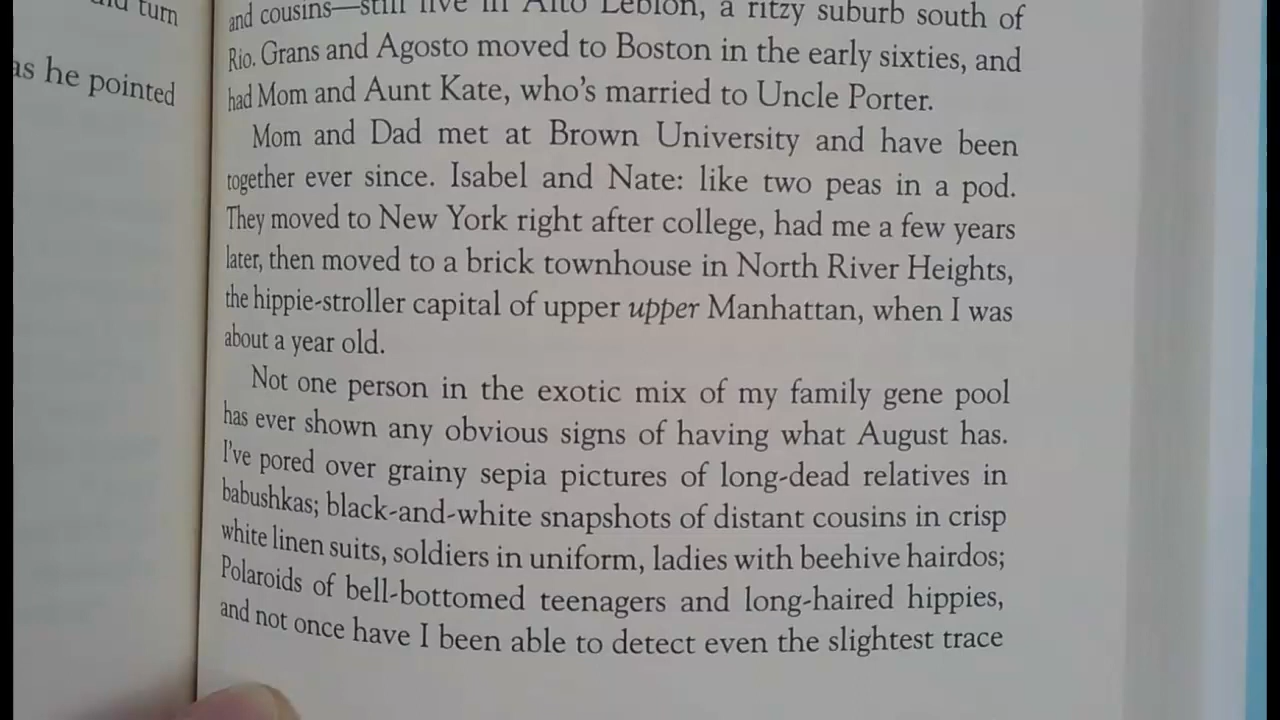 turn
as he pointed
and cousins—still live in Alto Leblon, a ritzy suburb south of
Rio. Grans and Agosto moved to Boston in the early sixties, and
had Mom and Aunt Kate, who's married to Uncle Porter.
Mom and Dad met at Brown University and have been
together ever since. Isabel and Nate: like two peas in a pod.
They moved to New York right after college, had me a few years
later, then moved to a brick townhouse in North River Heights,
the hippie-stroller capital of upper upper Manhattan, when I was
about a year old.
Not one person in the exotic mix of my family gene pool
has ever shown any obvious signs of having what August has.
I've pored over grainy sepia pictures of long-dead relatives in
babushkas; black-and-white snapshots of distant cousins in crisp
white linen suits, soldiers in uniform, ladies with beehive hairdos;
Polaroids of bell-bottomed teenagers and long-haired hippies,
and not once have I been able to detect even the slightest trace